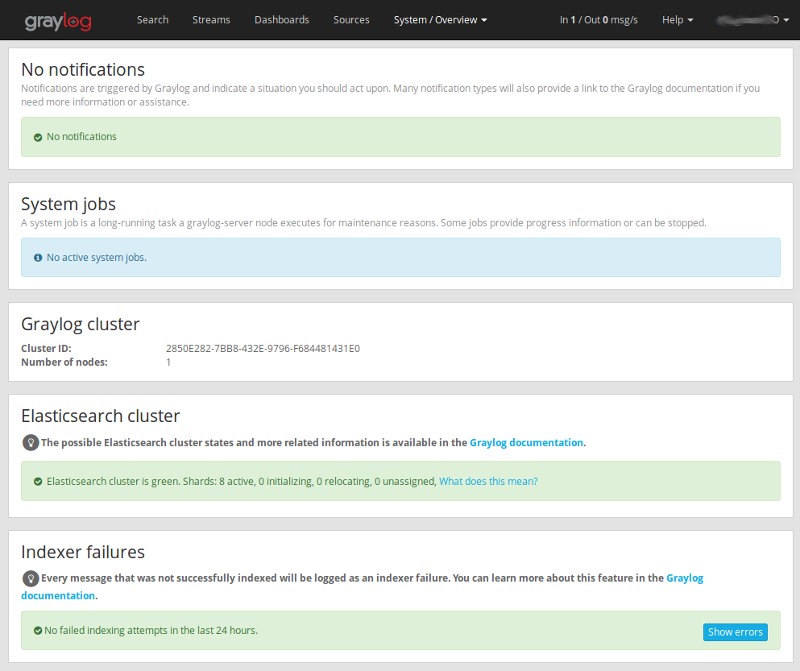 graylog Search Streams Dashboards Sources System / Overview In 1 / Out 0 msg/s Help
No notifications
Notifications are triggered by Graylog and indicate a situation you should act upon. Many notification types will also provide a link to the Graylog documentation if you
need more information or assistance.
No notifications
System jobs
A system job is a long-running task a graylog-server node executes for maintenance reasons. Some jobs provide progress information or can be stopped.
No active system jobs.
Graylog cluster
Cluster ID: 2850E282-7BB8-432E-9796-F684481431E0
Number of nodes: 1
Elasticsearch cluster
The possible Elasticsearch cluster states and more related information is available in the Graylog documentation.
Elasticsearch cluster is green. Shards: 8 active, 0 initializing, 0 relocating, 0 unassigned, What does this mean?
Indexer failures
Every message that was not successfully indexed will be logged as an indexer failure. You can learn more about this feature in the Graylog
documentation.
No failed indexing attempts in the last 24 hours. Show errors